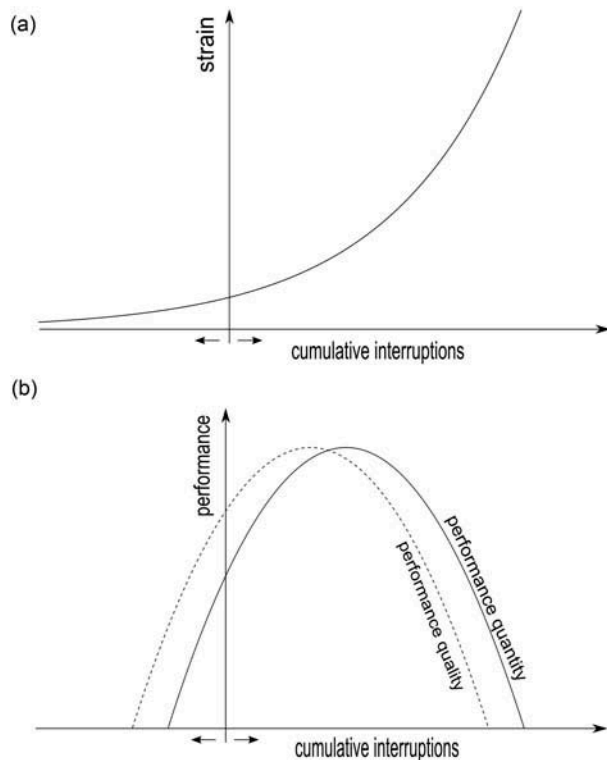 (a)
strain
cumulative interruptions
(b)
performance
performance quality
performance quantity
cumulative interruptions